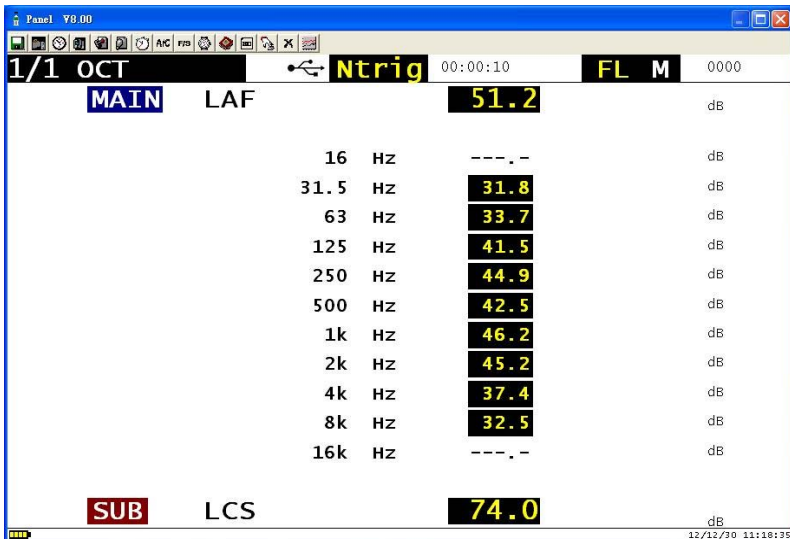 Panel V8.00
A/C F/S
1/1 OCT Ntrig 00:00:10 FL M 0000
MAIN LAF 51.2 dB
16 Hz ---.- dB
31.5 Hz 31.8 dB
63 Hz 33.7 dB
125 Hz 41.5 dB
250 Hz 44.9 dB
500 Hz 42.5 dB
1k Hz 46.2 dB
2k Hz 45.2 dB
4k Hz 37.4 dB
8k Hz 32.5 dB
16k Hz ---.- dB
SUB LCS 74.0 dB
12/12/30 11:18:35